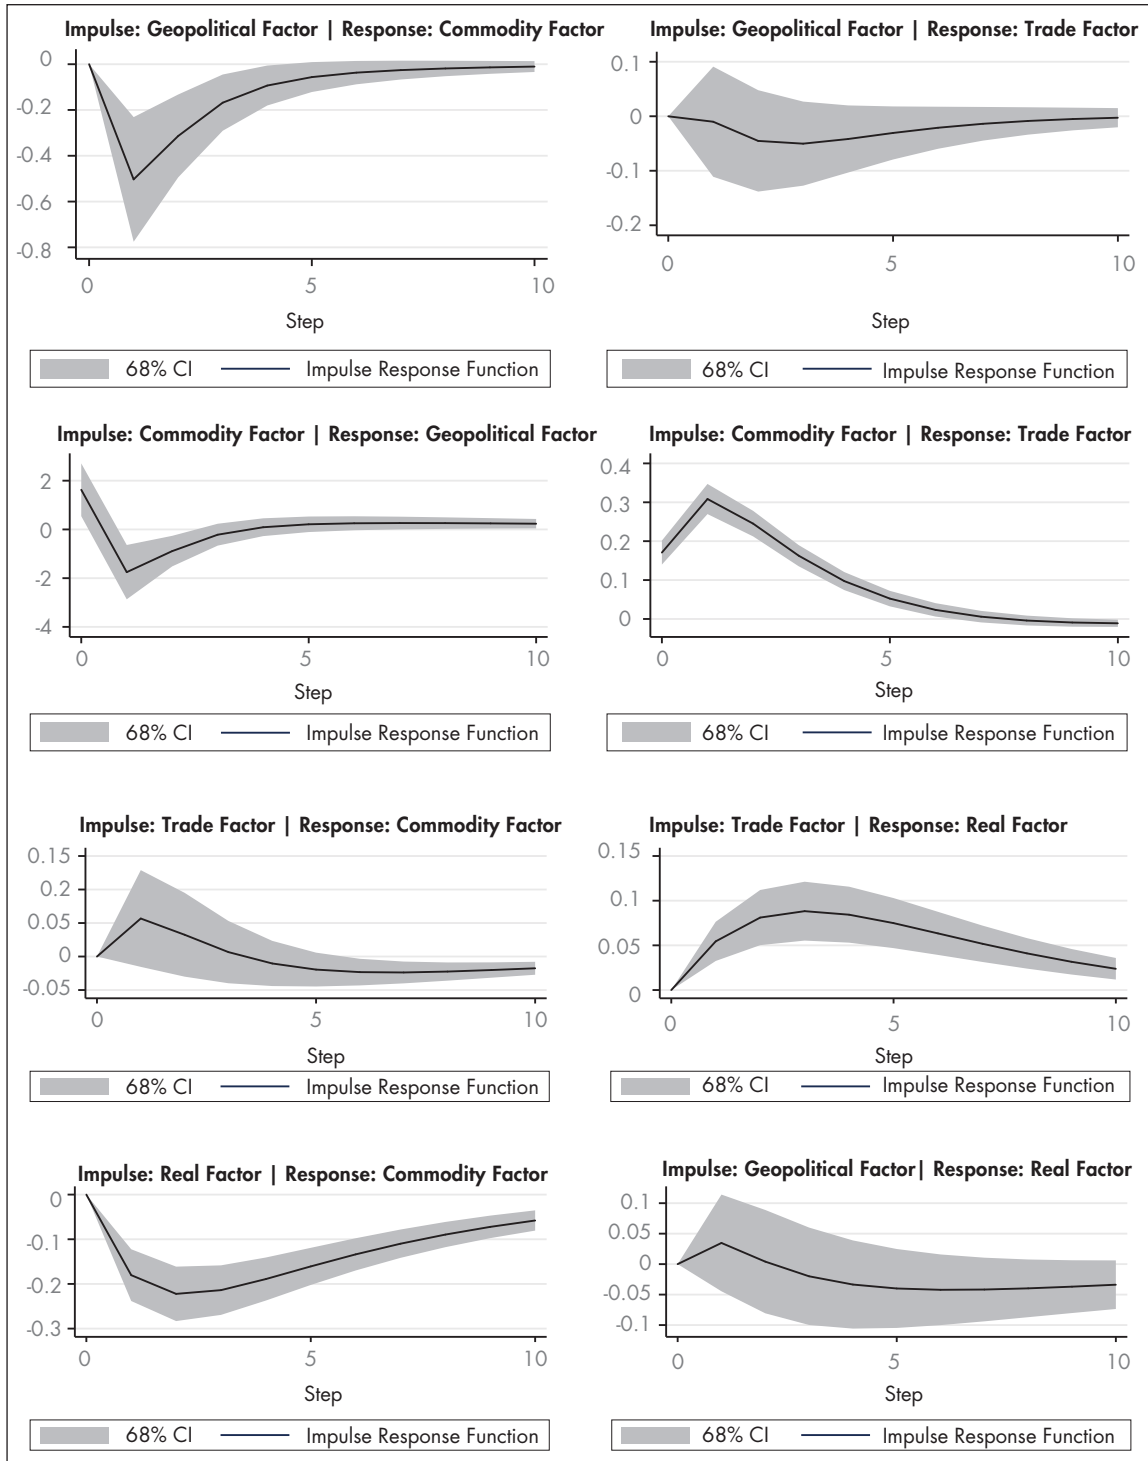 Impulse: Geopolitical Factor | Response: Commodity Factor
0
-0.2
-0.4
-0.6
-0.8
0 5 10
Step
68% CI Impulse Response Function
Impulse: Geopolitical Factor | Response: Trade Factor
0.1
0
-0.1
-0.2
0 5 10
Step
68% CI Impulse Response Function
Impulse: Commodity Factor | Response: Geopolitical Factor
2
0
-2
-4
0 5 10
Step
68% CI Impulse Response Function
Impulse: Commodity Factor | Response: Trade Factor
0.4
0.3
0.2
0.1
0
0 5 10
Step
68% CI Impulse Response Function
Impulse: Trade Factor | Response: Commodity Factor
0.15
0.2
0.05
0
-0.05
0 5 10
Step
68% CI Impulse Response Function
Impulse: Trade Factor | Response: Real Factor
0.15
0.1
0.05
0
0 5 10
Step
68% CI Impulse Response Function
Impulse: Real Factor | Response: Commodity Factor
0
-0.1
-0.2
-0.3
0 5 10
Step
68% CI Impulse Response Function
Impulse: Geopolitical Factor| Response: Real Factor
0.1
0.05
0
-0.05
-0.1
0 5 10
Step
68% CI Impulse Response Function